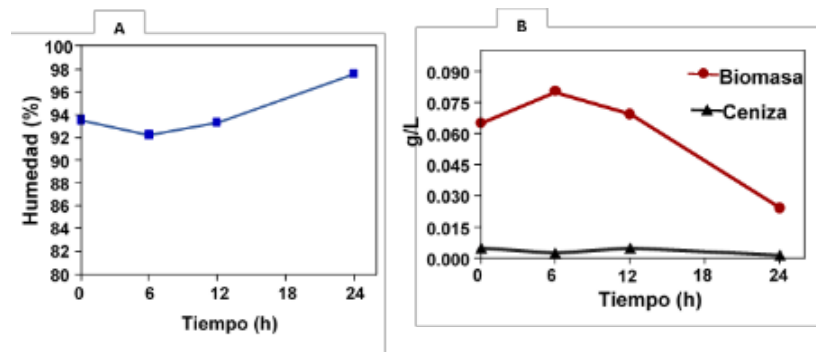 A
100
98
96
94
92
90
88
86
84
82
80
Humedad (%)
0 6 12 18 24
Tiempo (h)
B
0.090
0.075
0.060
0.045
0.030
0.015
0.000
g/L
Biomasa
Ceniza
0 6 12 18 24
Tiempo (h)